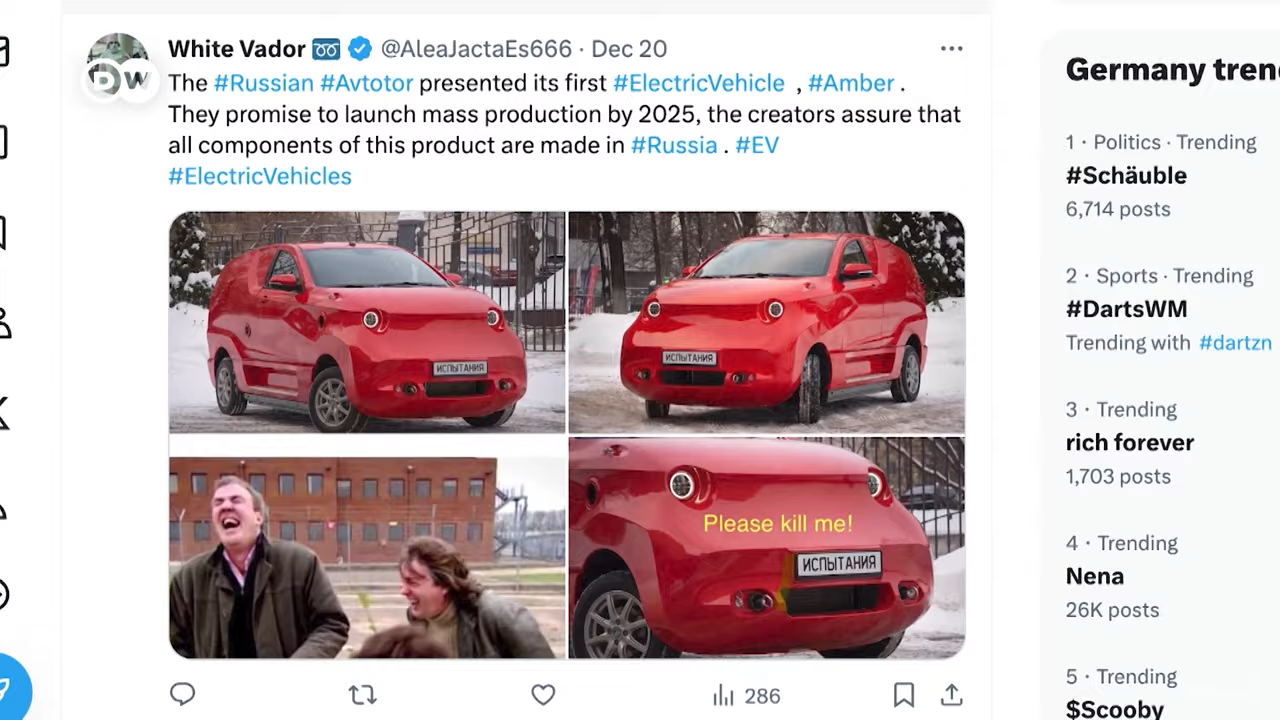 White Vador @AleaJactaEs666 · Dec 20
DW
The #Russian #Avtotor presented its first #ElectricVehicle , #Amber .
They promise to launch mass production by 2025, the creators assure that
all components of this product are made in #Russia . #EV
#ElectricVehicles
ИСПЫТАНИЯ
ИСПЫТАНИЯ
Please kill me!
ИСПЫТАНИЯ
286
Germany tren
1 · Politics · Trending
#Schäuble
6,714 posts
2 · Sports · Trending
#DartsWM
Trending with #dartzn
3 · Trending
rich forever
1,703 posts
4 · Trending
Nena
26K posts
5 · Trending
$Scooby